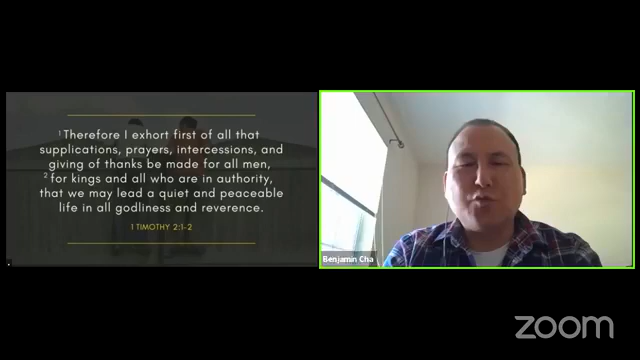 1 Therefore I exhort first of all that
supplications, prayers, intercessions, and
giving of thanks be made for all men,
2 for kings and all who are in authority,
that we may lead a quiet and peaceable
life in all godliness and reverence.
1 TIMOTHY 2:1-2
Benjamin Cha
zoom